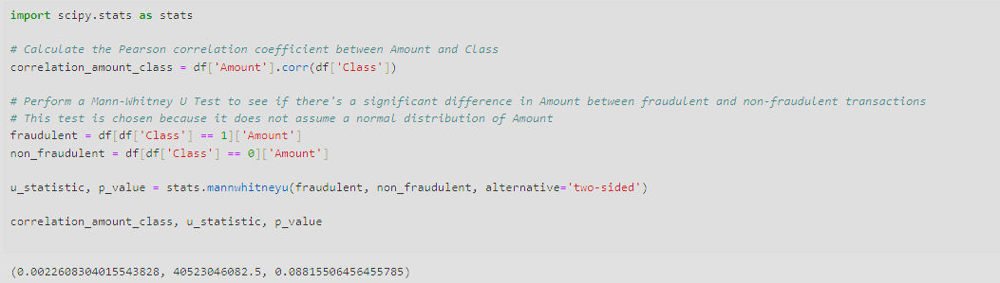 import scipy.stats as stats
# Calculate the Pearson correlation coefficient between Amount and Class
correlation_amount_class = df['Amount'].corr(df['Class'])
# Perform a Mann-Whitney U Test to see if there's a significant difference in Amount between fraudulent and non-fraudulent transactions
# This test is chosen because it does not assume a normal distribution of Amount
fraudulent = df[df['Class'] == 1]['Amount']
non_fraudulent = df[df['Class'] == 0]['Amount']
u_statistic, p_value = stats.mannwhitneyu(fraudulent, non_fraudulent, alternative='two-sided')
correlation_amount_class, u_statistic, p_value
(0.0022608304015543828, 40523046082.5, 0.08815506456455785)